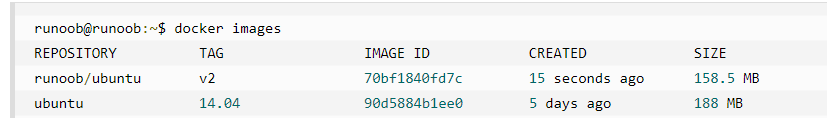 runoob@runoob:~$ docker images
REPOSITORY TAG IMAGE ID CREATED SIZE
runoob/ubuntu v2 70bf1840fd7c 15 seconds ago 158.5 MB
ubuntu 14.04 90d5884b1ee0 5 days ago 188 MB